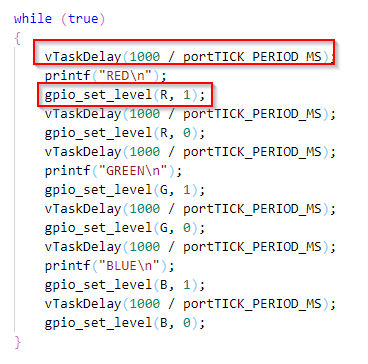 while (true)
{
vTaskDelay(1000 / portTICK_PERIOD_MS);
printf("RED\n");
gpio_set_level(R, 1);
vTaskDelay(1000 / portTICK_PERIOD_MS);
gpio_set_level(R, 0);
vTaskDelay(1000 / portTICK_PERIOD_MS);
printf("GREEN\n");
gpio_set_level(G, 1);
vTaskDelay(1000 / portTICK_PERIOD_MS);
gpio_set_level(G, 0);
vTaskDelay(1000 / portTICK_PERIOD_MS);
printf("BLUE\n");
gpio_set_level(B, 1);
vTaskDelay(1000 / portTICK_PERIOD_MS);
gpio_set_level(B, 0);
}